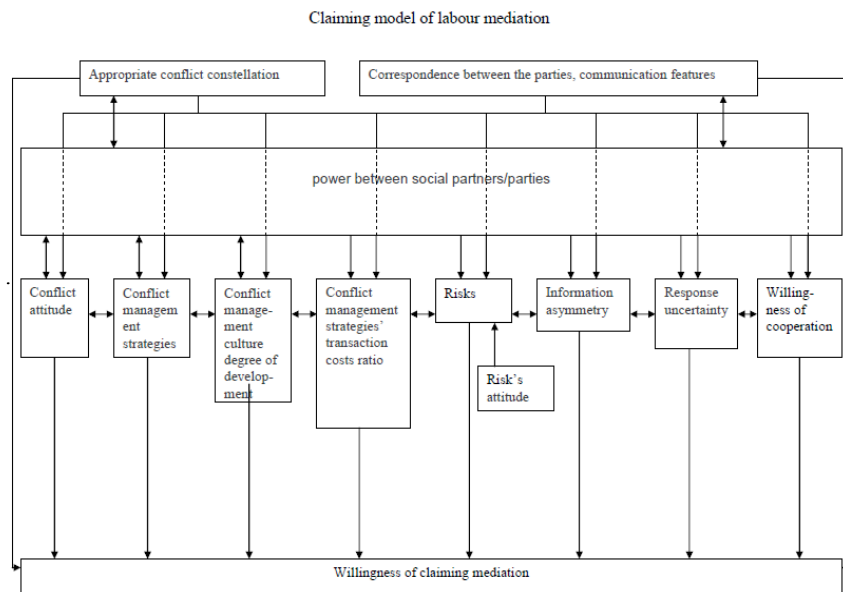 Claiming model of labour mediation
Appropriate conflict constellation
Correspondence between the parties, communication features
power between social partners/parties
Conflict
attitude
Conflict
managem
ent
strategies
Conflict
manage-
ment
culture
degree of
develop-
ment
Conflict
management
strategies'
transaction
costs ratio
Risks
Risk's
attitude
Information
asymmetry
Response
uncertainty
Willing-
ness of
cooperation
Willingness of claiming mediation